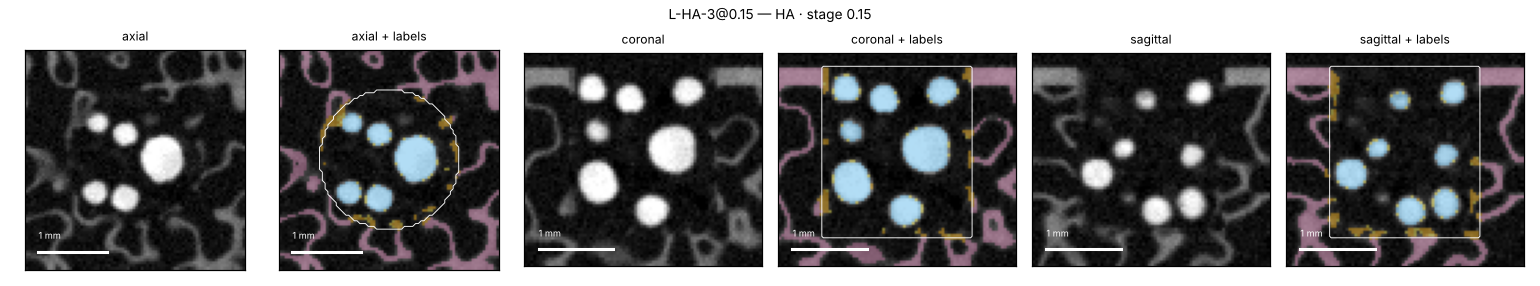 L-HA-3@0.15 — HA · stage 0.15
axial
axial + labels
coronal
coronal + labels
sagittal
sagittal + labels
1 mm
1 mm
1 mm
1 mm
1 mm
1 mm